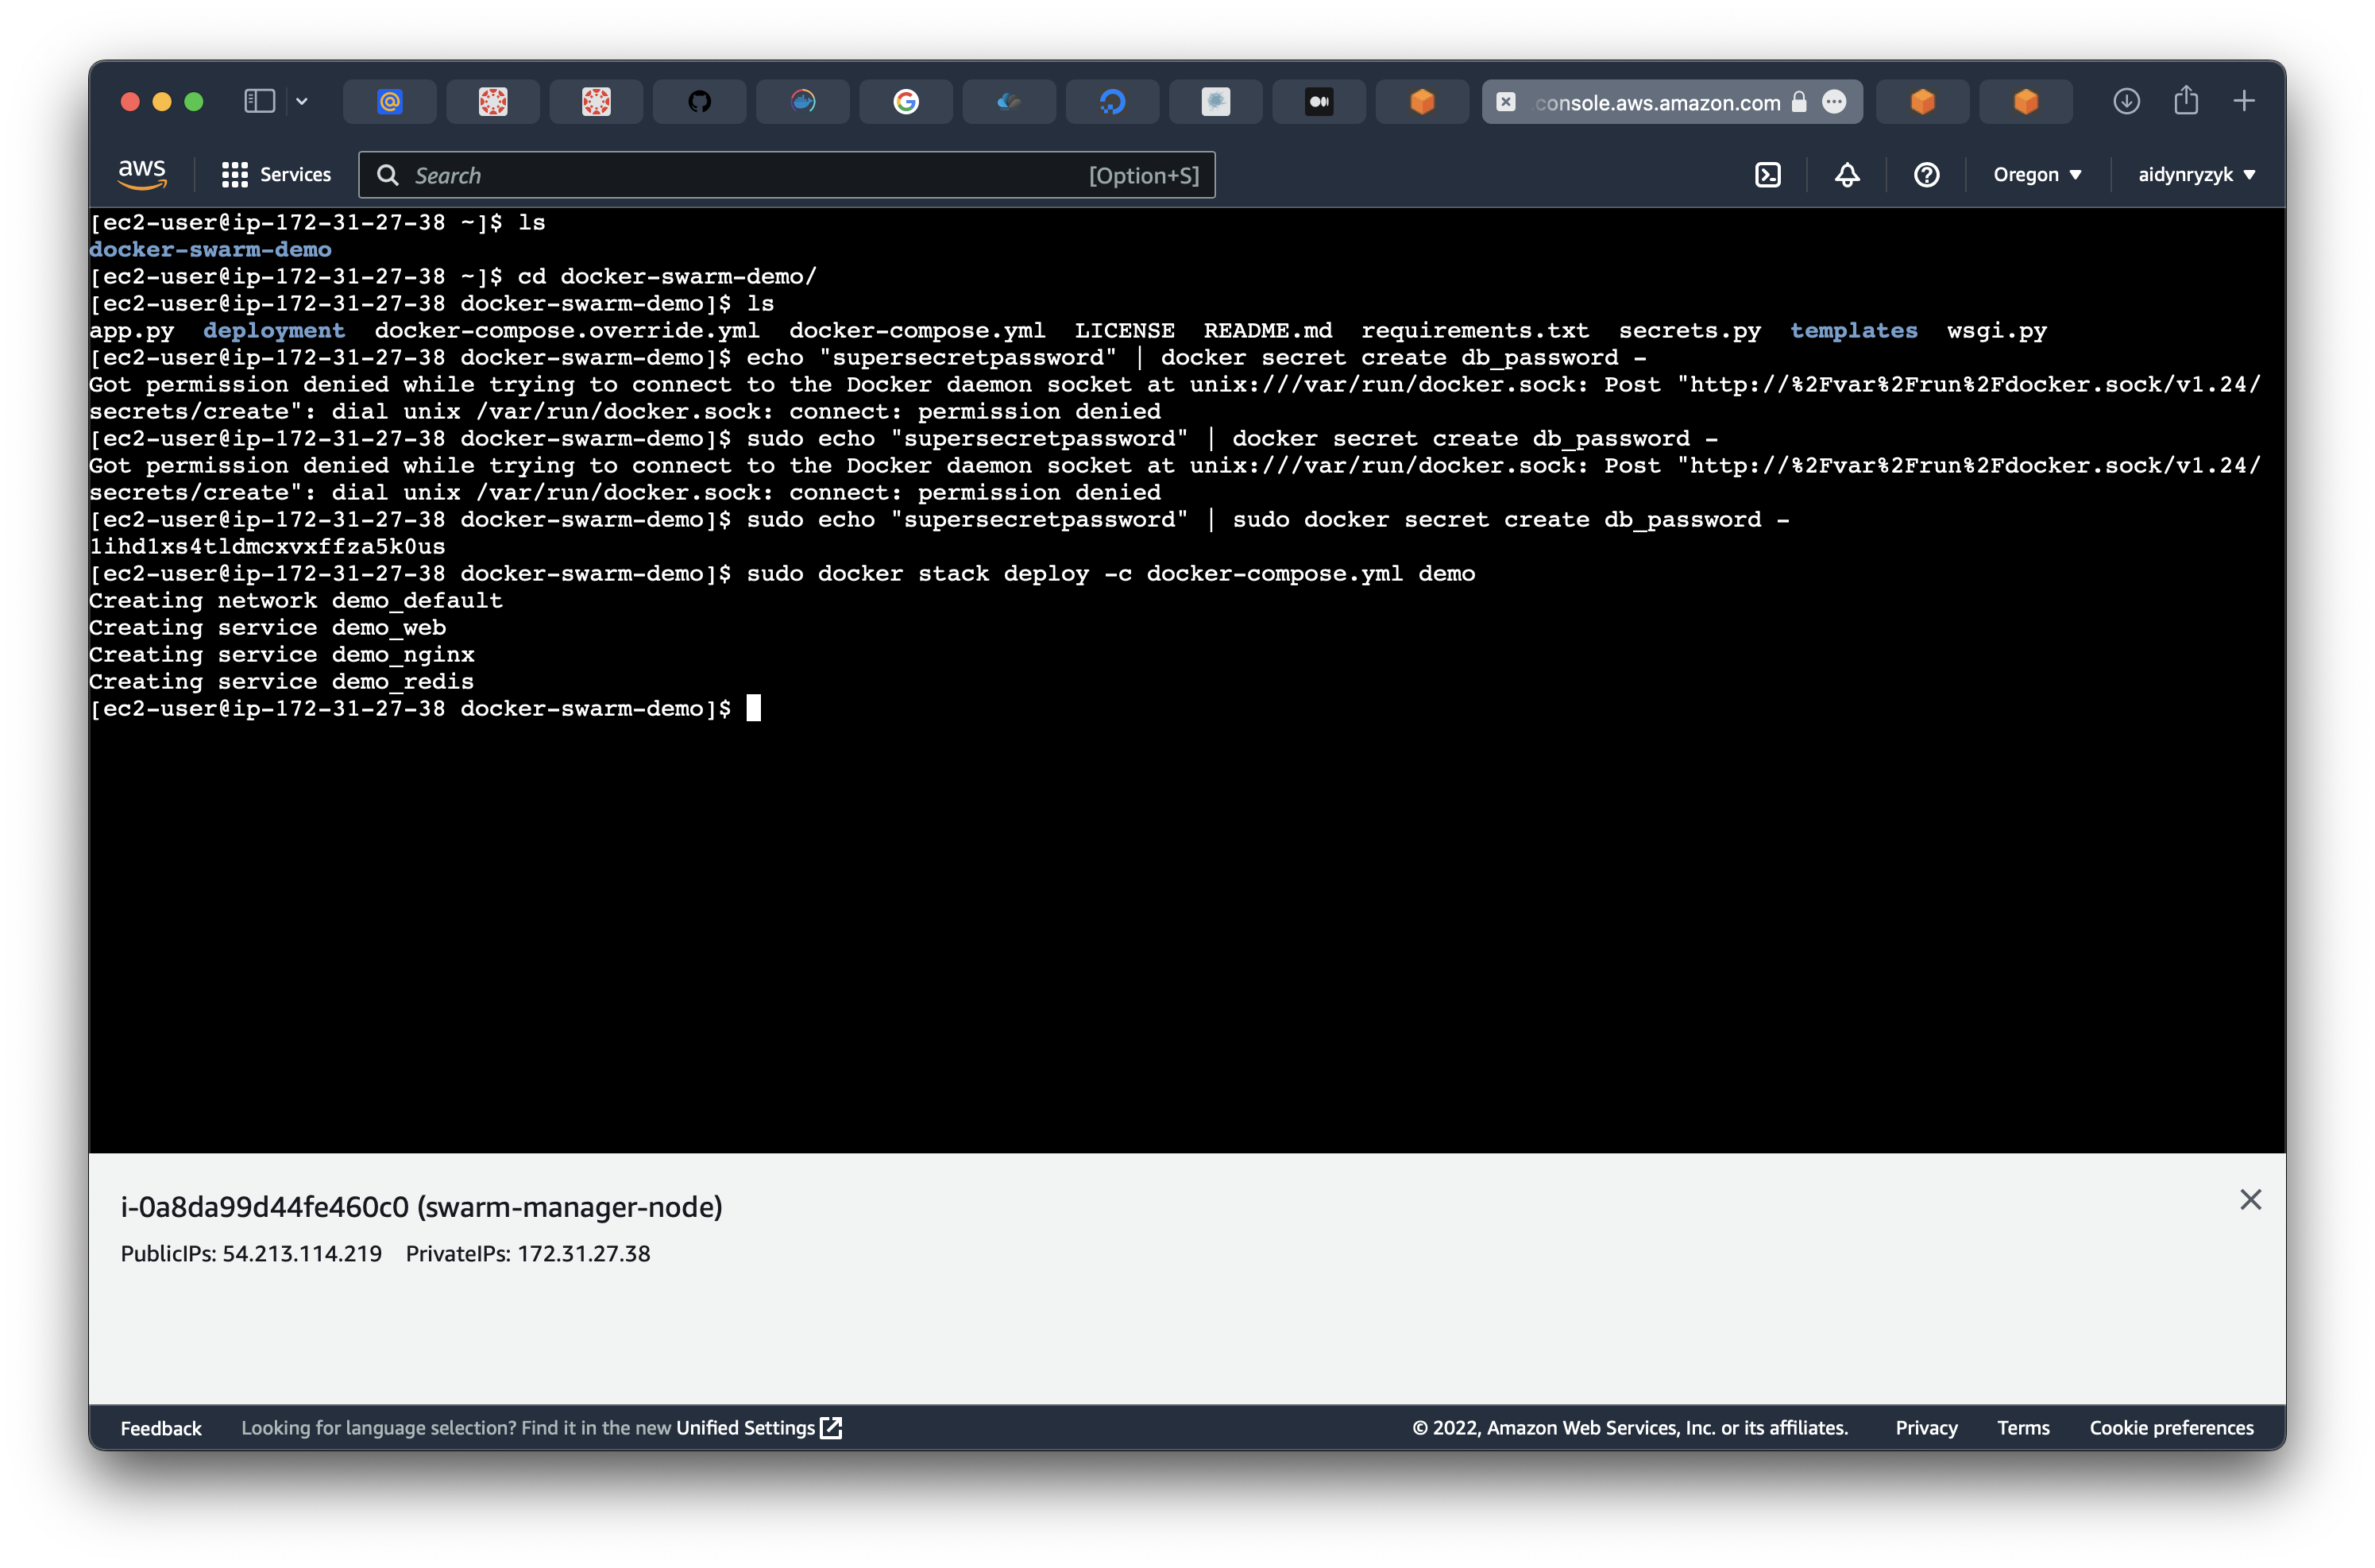 .console.aws.amazon.com
aws Services Search [Option+S] Oregon aidynryzyk
[ec2-user@ip-172-31-27-38 ~]$ ls
docker-swarm-demo
[ec2-user@ip-172-31-27-38 ~]$ cd docker-swarm-demo/
[ec2-user@ip-172-31-27-38 docker-swarm-demo]$ ls
app.py  deployment  docker-compose.override.yml  docker-compose.yml  LICENSE  README.md  requirements.txt  secrets.py  templates  wsgi.py
[ec2-user@ip-172-31-27-38 docker-swarm-demo]$ echo "supersecretpassword" | docker secret create db_password -
Got permission denied while trying to connect to the Docker daemon socket at unix:///var/run/docker.sock: Post "http://%2Fvar%2Frun%2Fdocker.sock/v1.24/
secrets/create": dial unix /var/run/docker.sock: connect: permission denied
[ec2-user@ip-172-31-27-38 docker-swarm-demo]$ sudo echo "supersecretpassword" | docker secret create db_password -
Got permission denied while trying to connect to the Docker daemon socket at unix:///var/run/docker.sock: Post "http://%2Fvar%2Frun%2Fdocker.sock/v1.24/
secrets/create": dial unix /var/run/docker.sock: connect: permission denied
[ec2-user@ip-172-31-27-38 docker-swarm-demo]$ sudo echo "supersecretpassword" | sudo docker secret create db_password -
1ihd1xs4tldmcxvxffza5k0us
[ec2-user@ip-172-31-27-38 docker-swarm-demo]$ sudo docker stack deploy -c docker-compose.yml demo
Creating network demo_default
Creating service demo_web
Creating service demo_nginx
Creating service demo_redis
[ec2-user@ip-172-31-27-38 docker-swarm-demo]$
i-0a8da99d44fe460c0 (swarm-manager-node)
PublicIPs: 54.213.114.219 PrivateIPs: 172.31.27.38
Feedback Looking for language selection? Find it in the new Unified Settings © 2022, Amazon Web Services, Inc. or its affiliates. Privacy Terms Cookie preferences